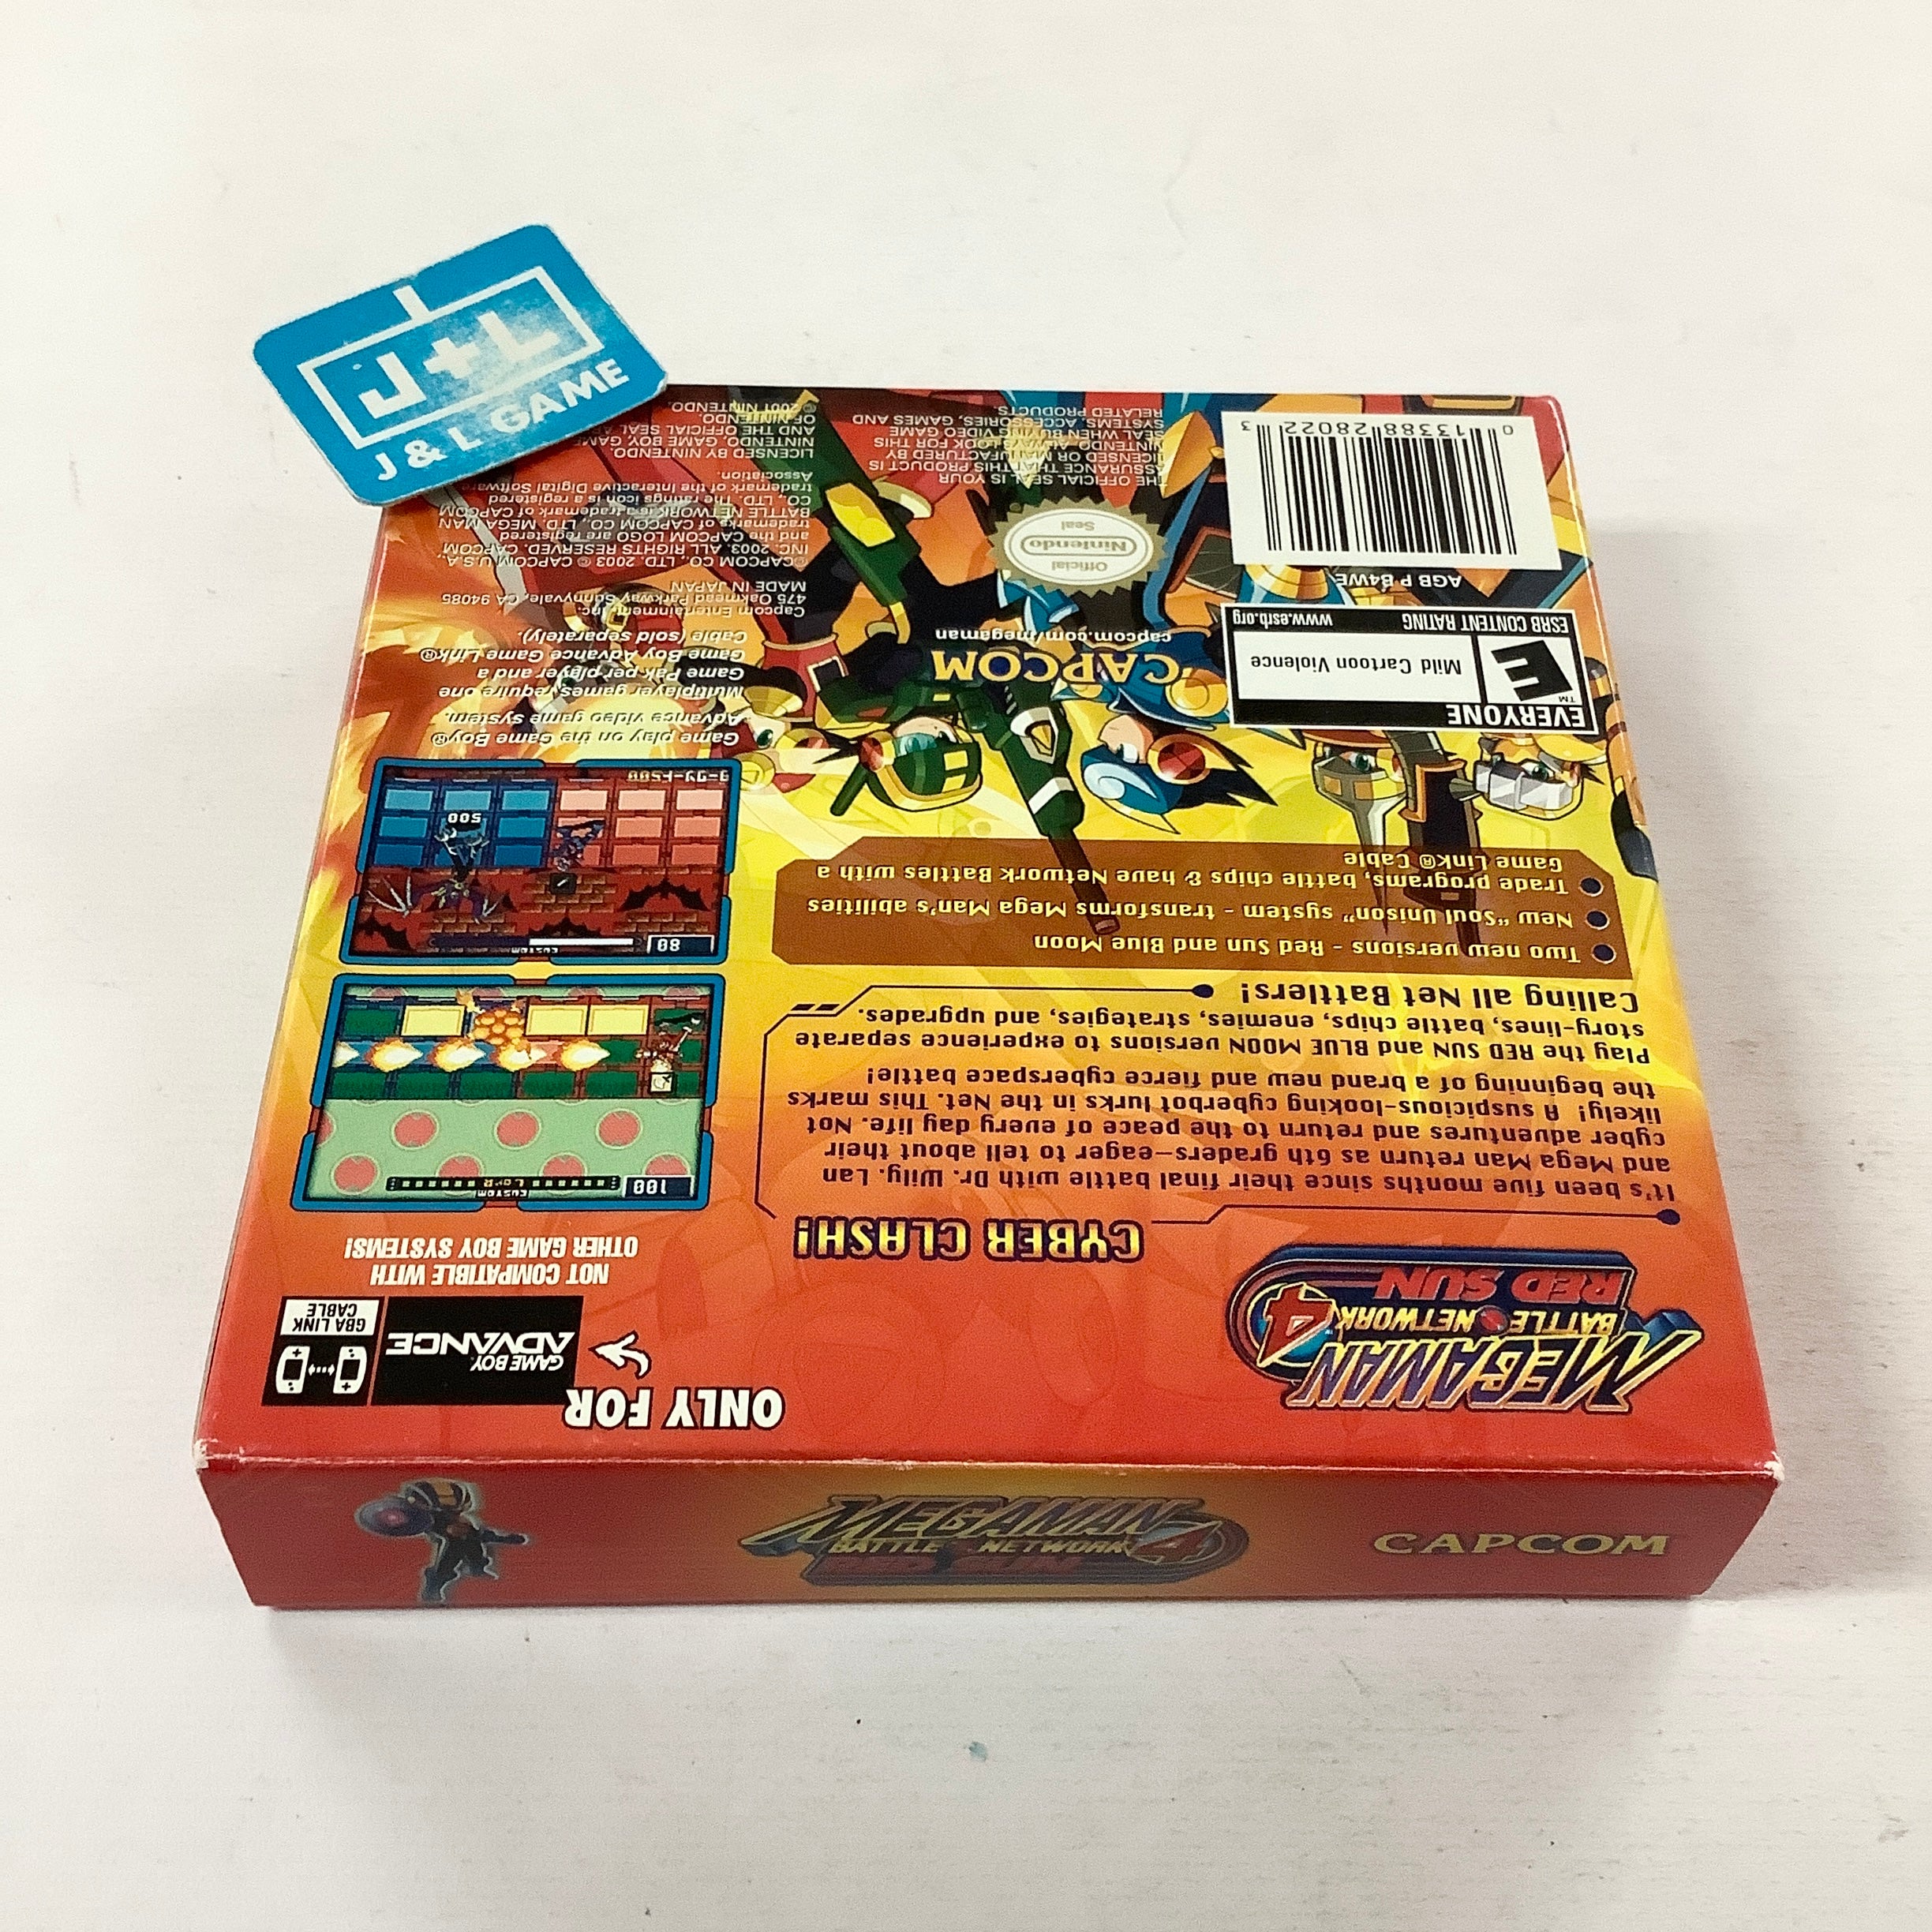 J+L
J & L GAME
MEGAMAN
BATTLE NETWORK
4
RED SUN
ONLY FOR
GAME BOY
ADVANCE
GBA LINK
CABLE
NOT COMPATIBLE WITH
OTHER GAME BOY SYSTEMS!
CYBER CLASH!
It's been five months since their final battle with Dr. Wily. Lan
and Mega Man return as 6th graders–eager to tell about their
cyber adventures and return to the peace of every day life. Not
likely! A suspicious-looking cyberbot lurks in the Net. This marks
the beginning of a brand new and fierce cyberspace battle!
Play the RED SUN and BLUE MOON versions to experience separate
story-lines, battle chips, enemies, strategies, and upgrades.
Calling all Net Battlers!
Two new versions - Red Sun and Blue Moon
New "Soul Unison" system - transforms Mega Man's abilities
Trade programs, battle chips & have Network Battles with a
Game Link® Cable
100
CUSTOM
L or R
80
CUSTOM
500
Game play on the Game Boy®
Advance video game system.
Multiplayer games require one
Game Pak per player and a
Game Boy Advance Game Link®
Cable (sold separately).
EVERYONE
E
TM
Mild Cartoon Violence
ESRB CONTENT RATING www.esrb.org
AGB P B4WE
0 13388 28022 3
CAPCOM
capcom.com/megaman
Official
Nintendo
Seal
THE OFFICIAL SEAL IS YOUR
ASSURANCE THAT THIS PRODUCT IS
LICENSED OR MANUFACTURED BY
NINTENDO. ALWAYS LOOK FOR THIS
SEAL WHEN BUYING VIDEO GAME
SYSTEMS, ACCESSORIES, GAMES AND
RELATED PRODUCTS.
Capcom Entertainment, Inc.
475 Oakmead Parkway Sunnyvale, CA, 94085
MADE IN JAPAN
©CAPCOM CO., LTD. 2003, © CAPCOM U.S.A.,
INC. 2003. ALL RIGHTS RESERVED. CAPCOM
and the CAPCOM LOGO are registered
trademarks of CAPCOM CO., LTD. MEGAMAN
BATTLE NETWORK is a trademark of CAPCOM
CO., LTD. The ratings icon is a registered
trademark of the Interactive Digital Software
Association.
LICENSED BY NINTENDO.
NINTENDO, GAME BOY, GAME
AND THE OFFICIAL SEAL
OF NINTENDO.
© 2001 NINTENDO.
MEGAMAN
BATTLE NETWORK
4
RED SUN
CAPCOM